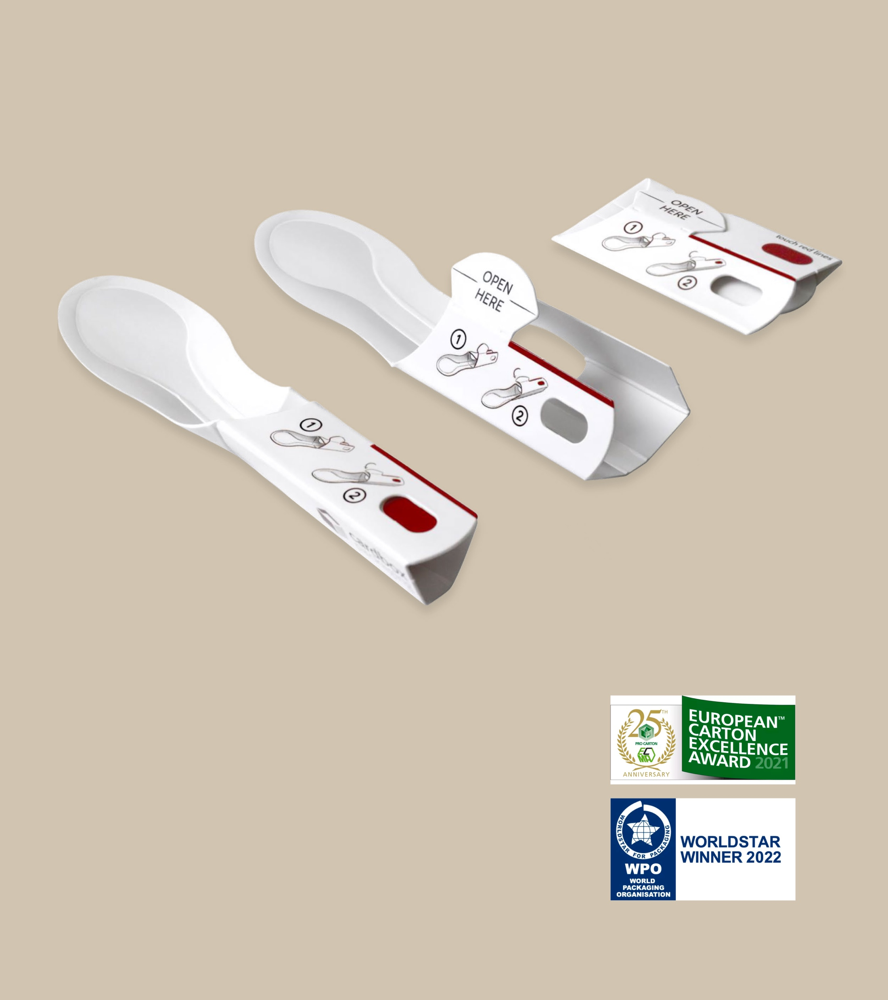 OPEN
HERE
1
2
touch red lines
OPEN
HERE
1
2
1
2
25TH
PRO CARTON
ECMA
ANNIVERSARY
EUROPEAN™
CARTON
EXCELLENCE
AWARD 2021
WORLDSTAR FOR PACKAGING
WPO
WORLD
PACKAGING
ORGANISATION
WORLDSTAR
WINNER 2022